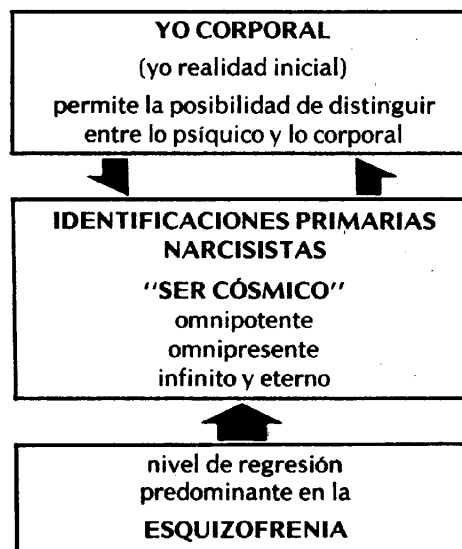 YO CORPORAL
(yo realidad inicial)
permite la posibilidad de distinguir
entre lo psíquico y lo corporal
IDENTIFICACIONES PRIMARIAS
NARCISISTAS
"SER CÓSMICO"
omnipotente
omnipresente
infinito y eterno
nivel de regresión
predominante en la
ESQUIZOFRENIA